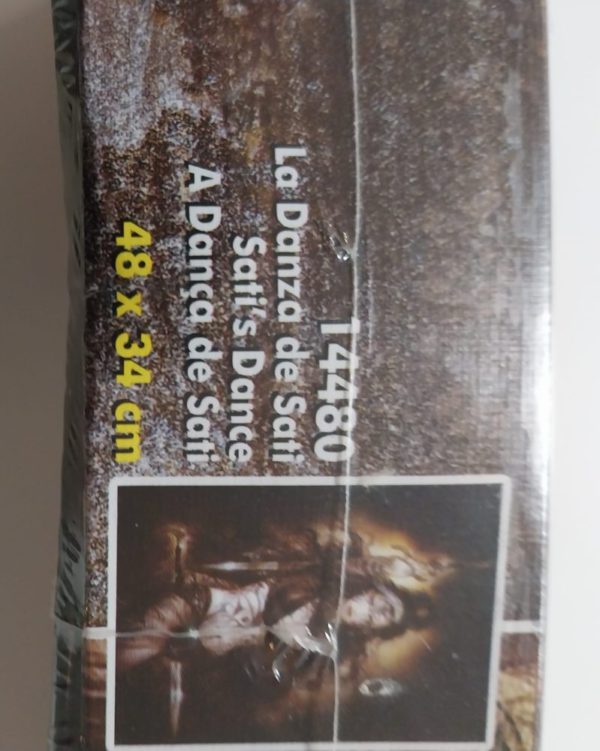 14480
La Danza de Sati
Sati's Dance
A Dança de Sati
48 x 34 cm